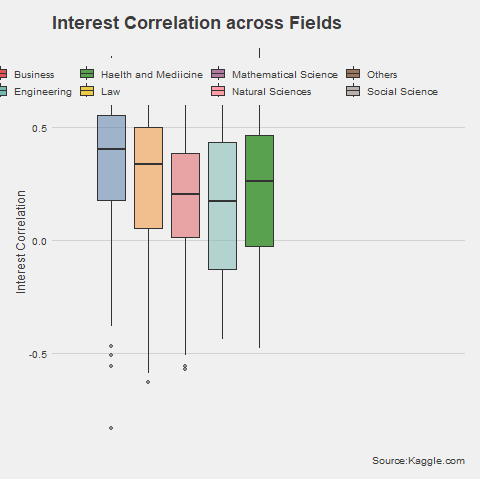 Interest Correlation across Fields
Business Haelth and Mediicine Mathematical Science Others
Engineering Law Natural Sciences Social Science
0.5
0.0
-0.5
Interest Correlation
Source:Kaggle.com